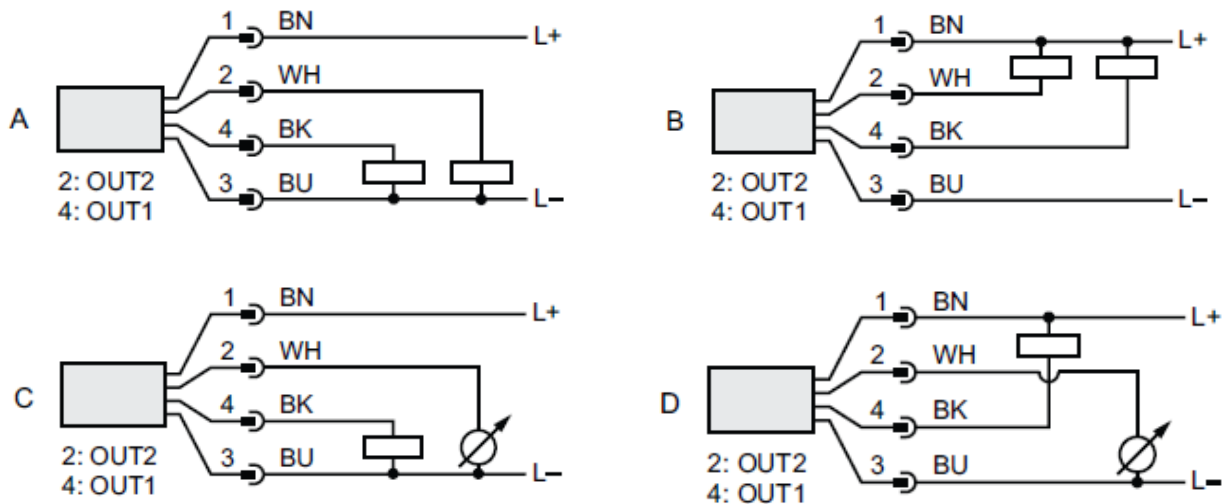 A
1 BN L+
2 WH
4 BK
3 BU L-
2: OUT2
4: OUT1
B
1 BN L+
2 WH
4 BK
3 BU L-
2: OUT2
4: OUT1
C
1 BN L+
2 WH
4 BK
3 BU L-
2: OUT2
4: OUT1
D
1 BN L+
2 WH
4 BK
3 BU L-
2: OUT2
4: OUT1